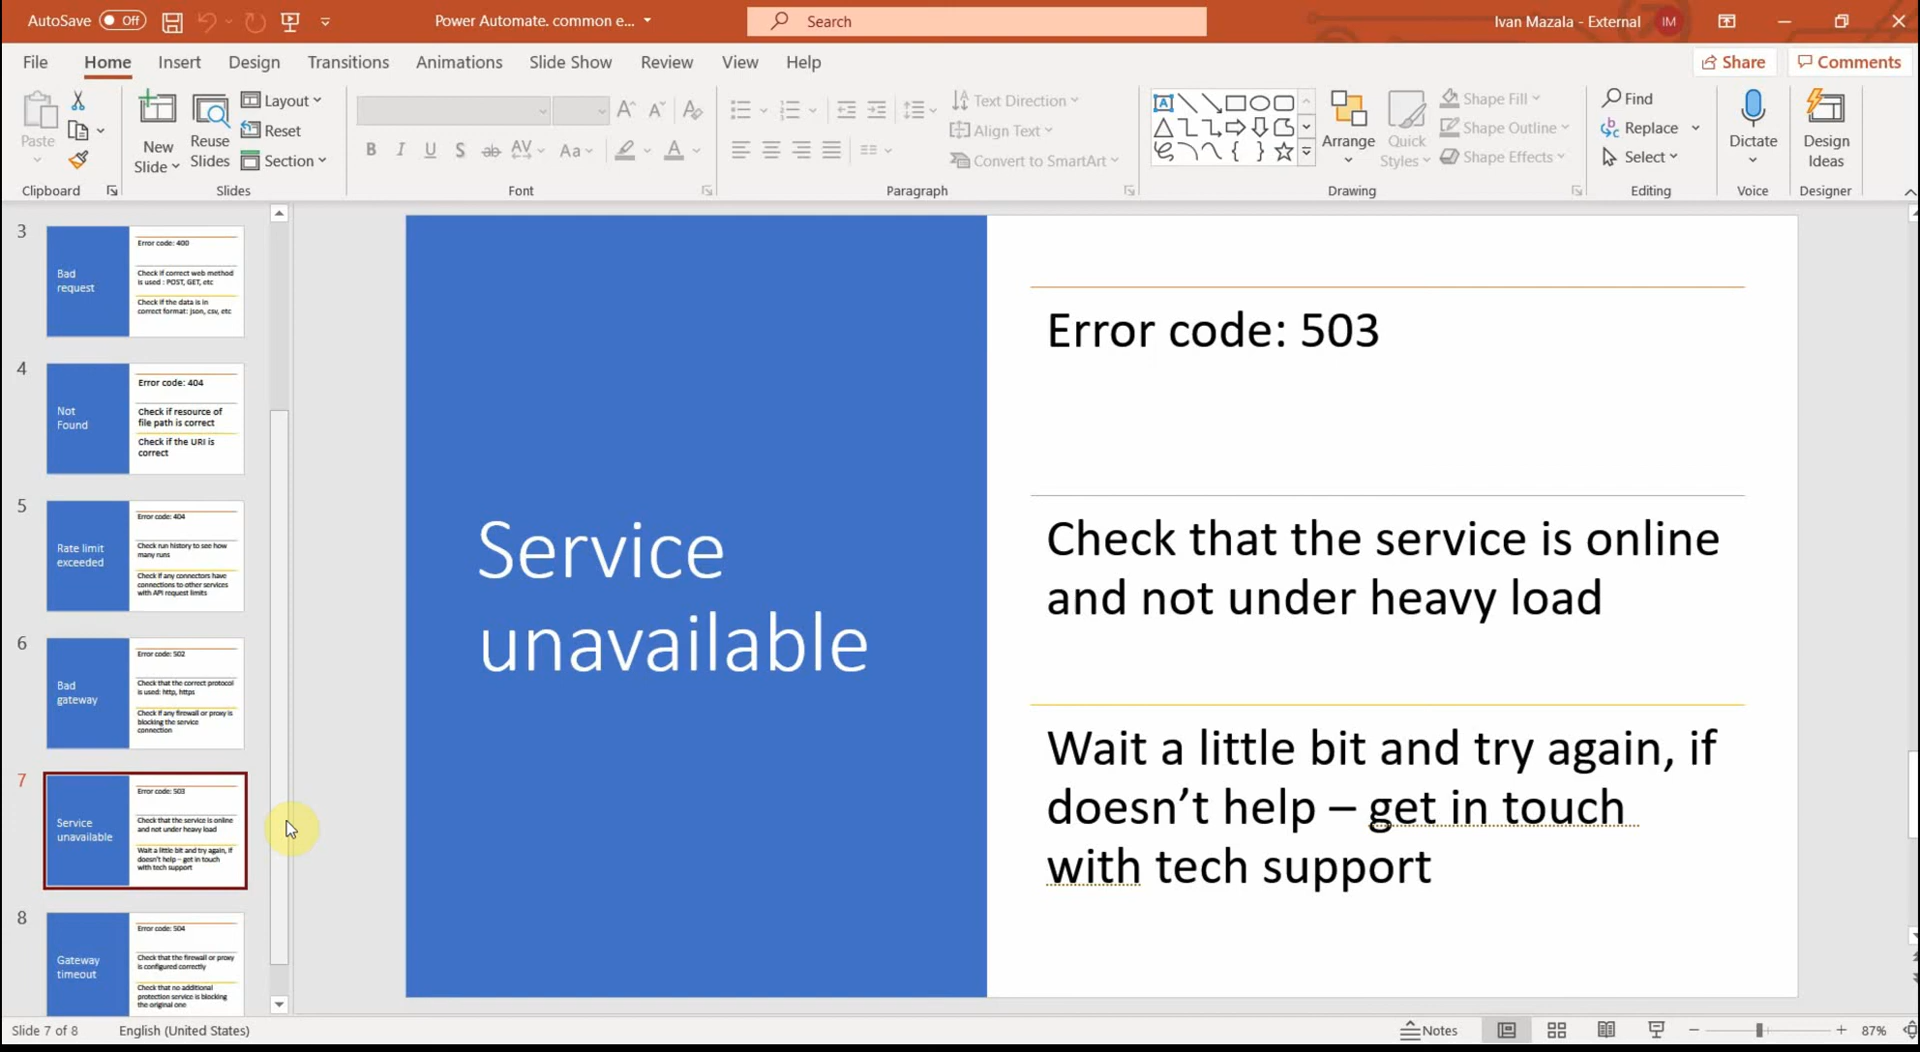 AutoSave Off Power Automate. common e... Search Ivan Mazala - External IM
File Home Insert Design Transitions Animations Slide Show Review View Help Share Comments
Paste
New
Slide
Reuse
Slides
Layout
Reset
Section
Text Direction
Align Text
Convert to SmartArt
Arrange
Quick
Styles
Shape Fill
Shape Outline
Shape Effects
Find
Replace
Select
Dictate
Design
Ideas
Clipboard Slides Font Paragraph Drawing Editing Voice Designer
3
Bad
request
Error code: 400
Check if correct web method
is used : POST, GET, etc
Check if the data is in
correct format: json, csv, etc
4
Not
Found
Error code: 404
Check if resource of
file path is correct
Check if the URI is
correct
5
Rate limit
exceeded
Error code: 404
Check run history to see how
many runs
Check if any connectors have
connections to other services
with API request limits
6
Bad
gateway
Error code: 502
Check that the correct protocol
is used: http, https
Check if any firewall or proxy is
blocking the service
connection
7
Service
unavailable
Error code: 503
Check that the service is online
and not under heavy load
Wait a little bit and try again, if
doesn't help – get in touch
with tech support
8
Gateway
timeout
Error code: 504
Check that the firewall or proxy
is configured correctly
Check that no additional
protection service is blocking
the original one
Service
unavailable
Error code: 503
Check that the service is online
and not under heavy load
Wait a little bit and try again, if
doesn't help – get in touch
with tech support
Slide 7 of 8 English (United States) Notes 87%